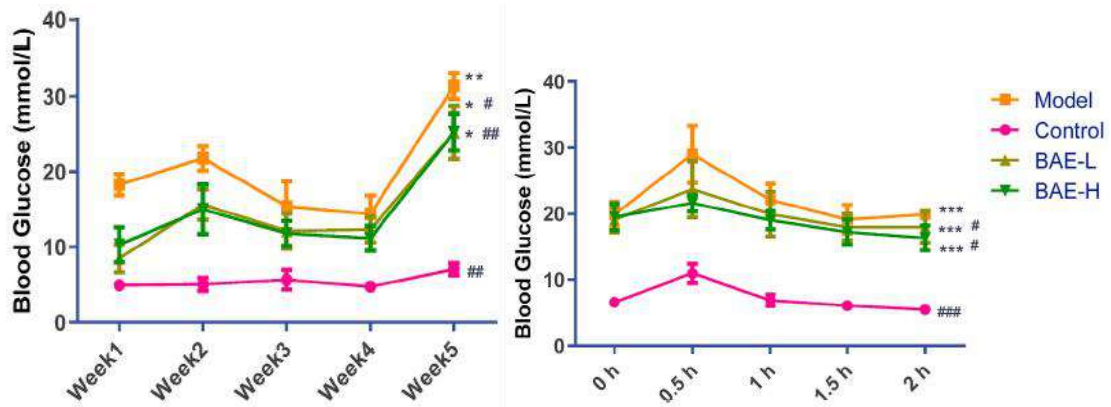 Blood Glucose (mmol/L)
40
30
20
10
0
**
* #
* ##
##
Week1
Week2
Week3
Week4
Week5
Blood Glucose (mmol/L)
40
30
20
10
0
***
*** #
*** #
###
0 h
0.5 h
1 h
1.5 h
2 h
Model
Control
BAE-L
BAE-H